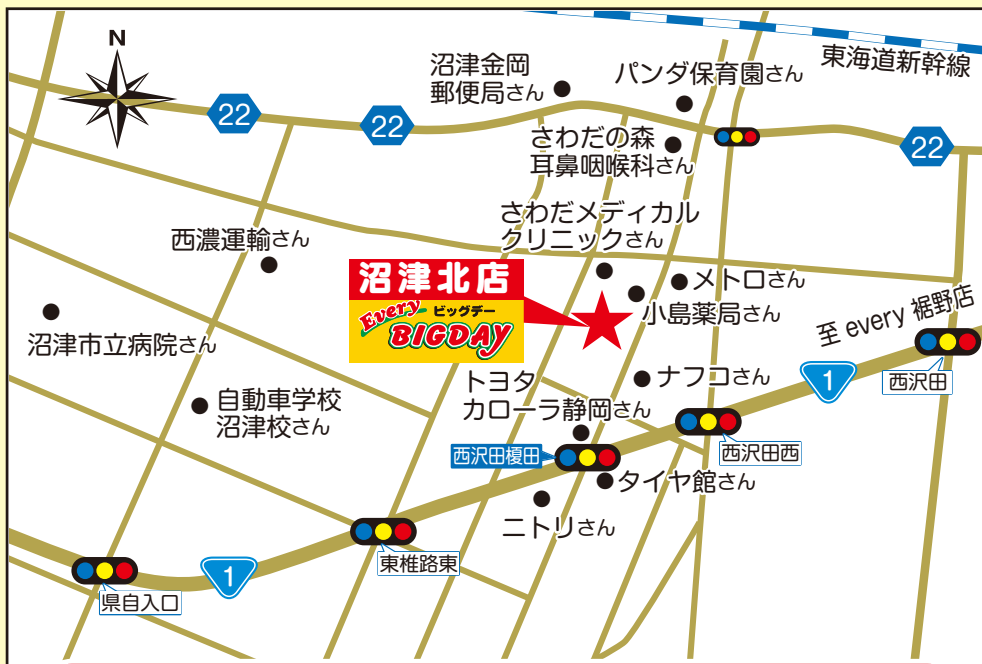 N
東海道新幹線
沼津金岡
郵便局さん
パンダ保育園さん
22
22
22
さわだの森
耳鼻咽喉科さん
さわだメディカル
クリニックさん
西濃運輸さん
沼津北店
Every ビッグデー
BIGDAY
メトロさん
小島薬局さん
至 every 裾野店
沼津市立病院さん
トヨタ
カローラ静岡さん
ナフコさん
1
西沢田
自動車学校
沼津校さん
西沢田榎田
西沢田西
タイヤ館さん
ニトリさん
東椎路東
1
県自入口